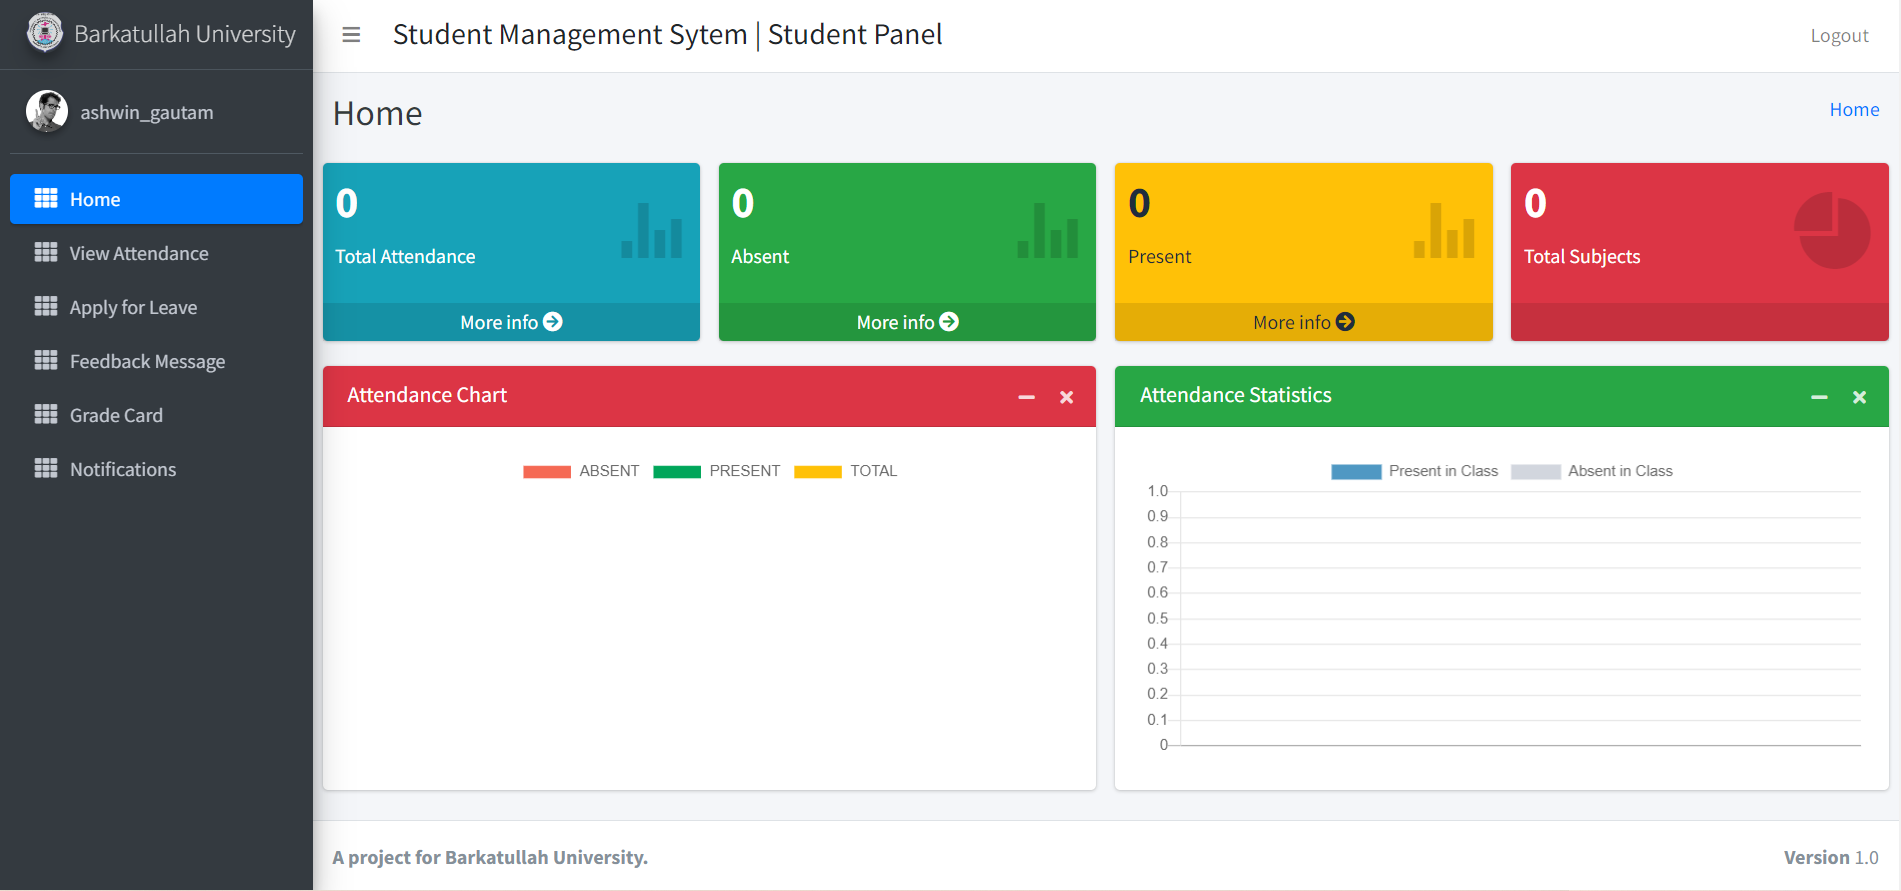 Barkatullah University
Student Management Sytem | Student Panel
Logout
ashwin_gautam
Home
View Attendance
Apply for Leave
Feedback Message
Grade Card
Notifications
Home
Home
0
Total Attendance
More info
0
Absent
More info
0
Present
More info
0
Total Subjects
Attendance Chart
ABSENT PRESENT TOTAL
Attendance Statistics
Present in Class Absent in Class
1.0
0.9
0.8
0.7
0.6
0.5
0.4
0.3
0.2
0.1
0
A project for Barkatullah University.
Version 1.0